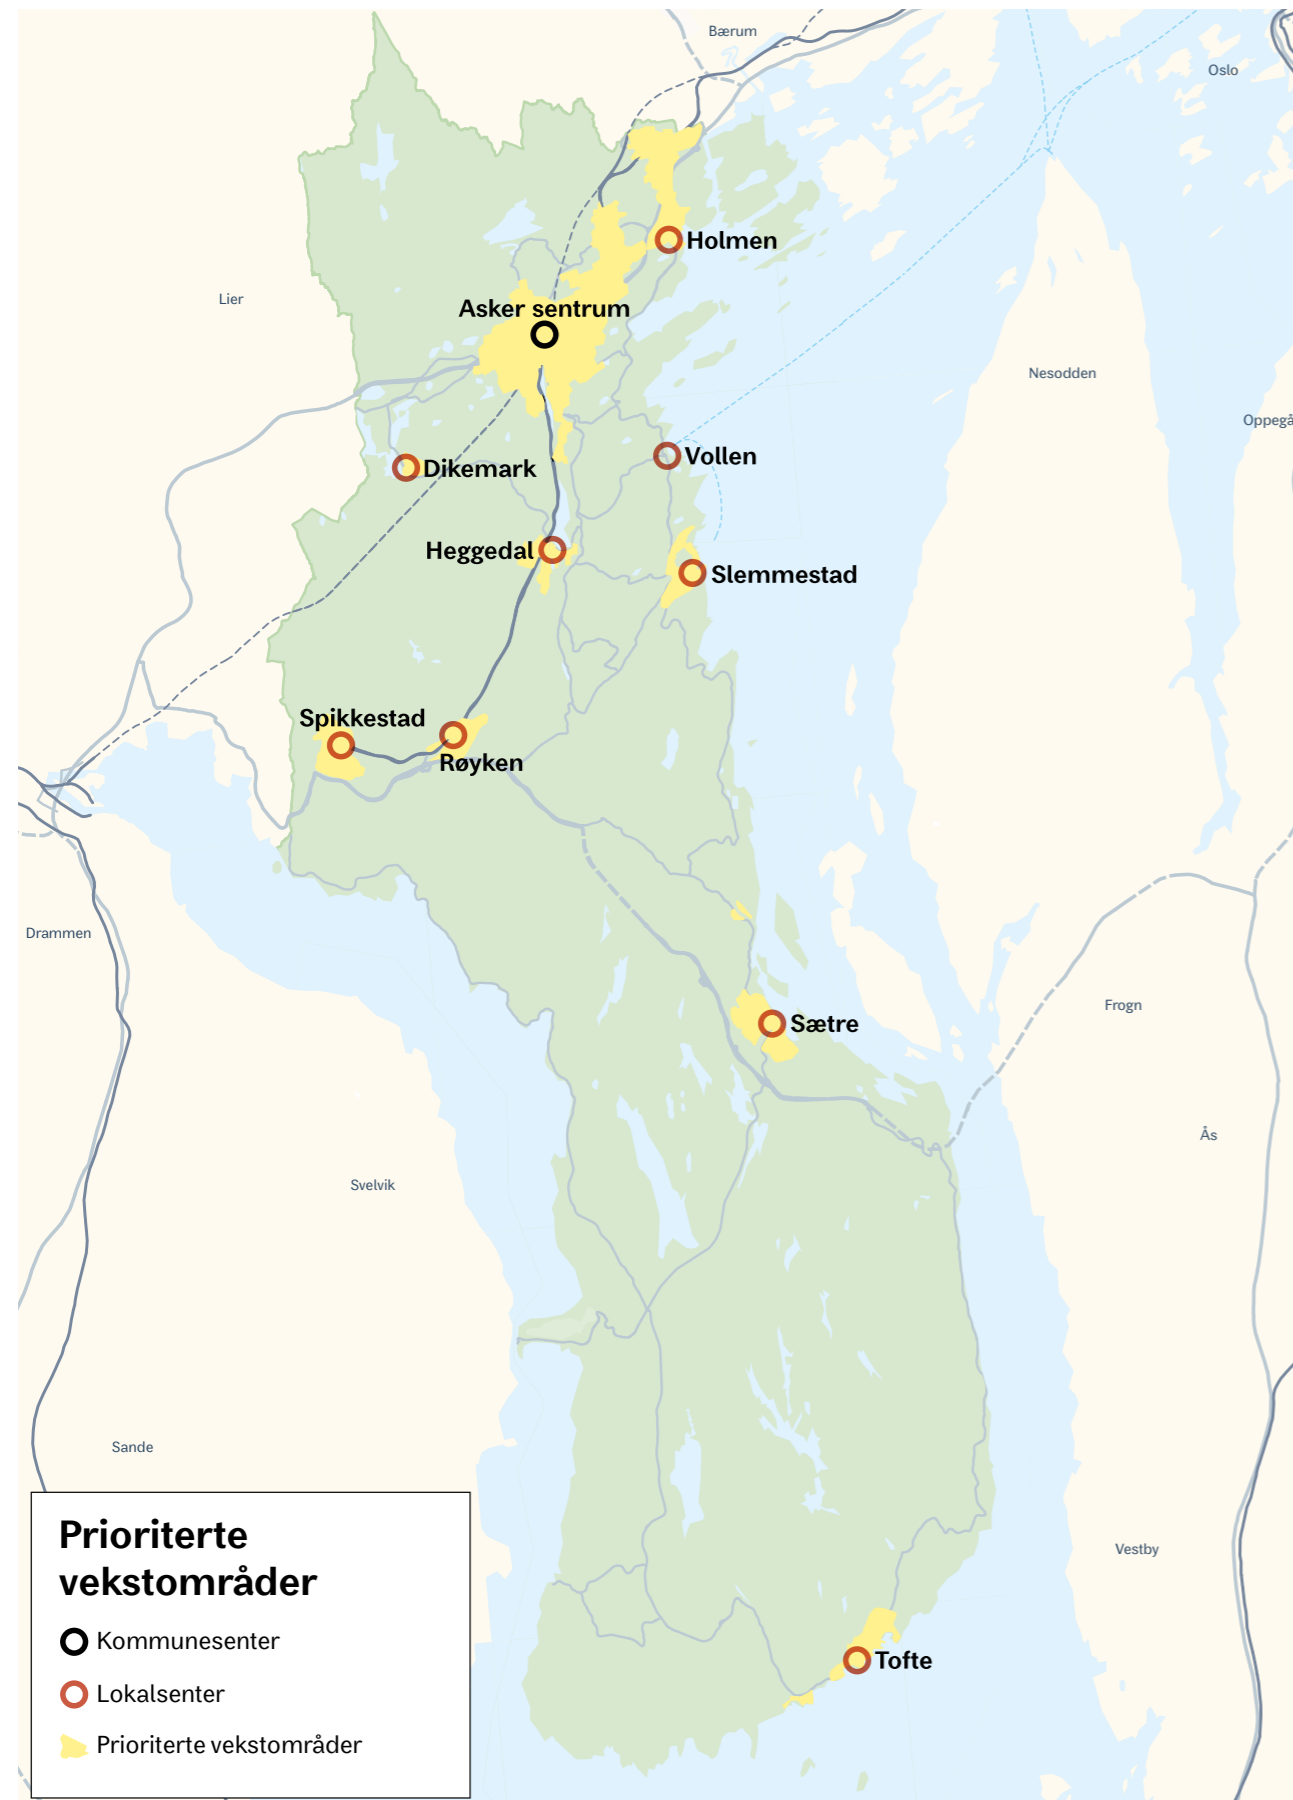 Bærum
Oslo
Holmen
Lier
Asker sentrum
Nesodden
Oppegå
Vollen
Dikemark
Heggedal
Slemmestad
Spikkestad
Røyken
Drammen
Frogn
Sætre
Ås
Svelvik
Sande
Vestby
Tofte
Prioriterte
vekstområder
Kommunesenter
Lokalsenter
Prioriterte vekstområder